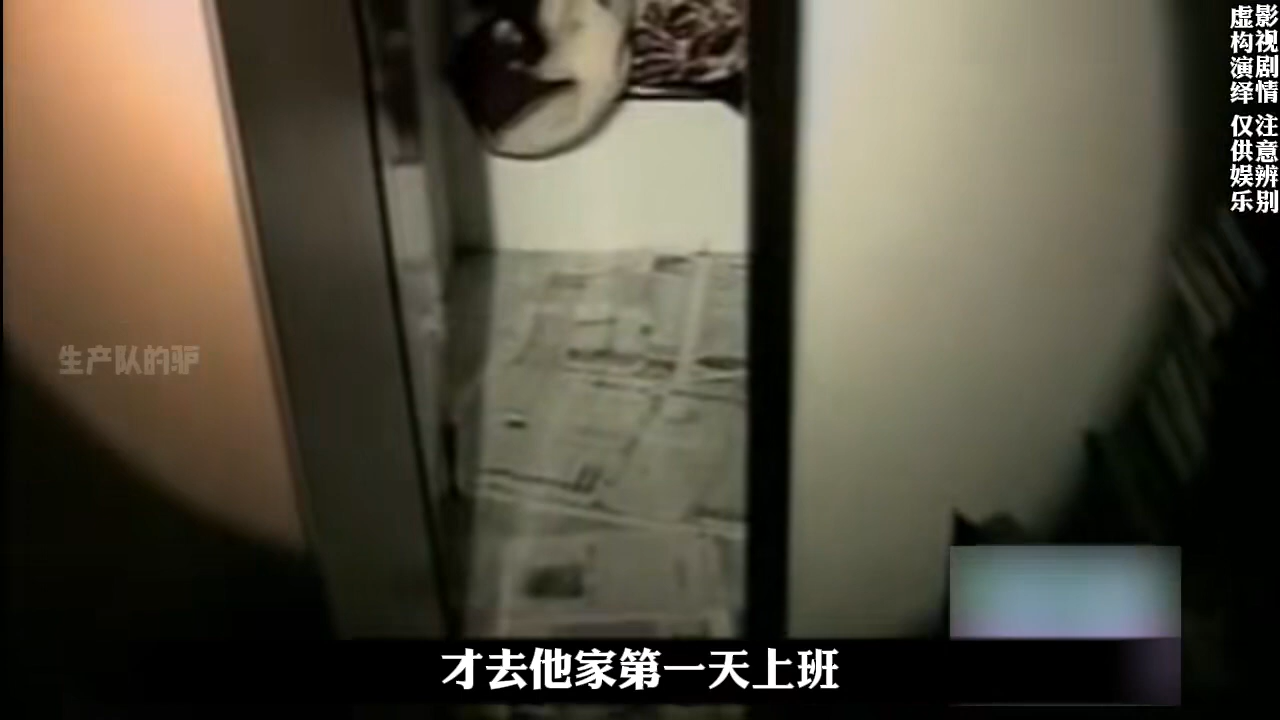 影视剧情 注意辨别
虚构演绎 仅供娱乐
生产队的驴
才去他家第一天上班